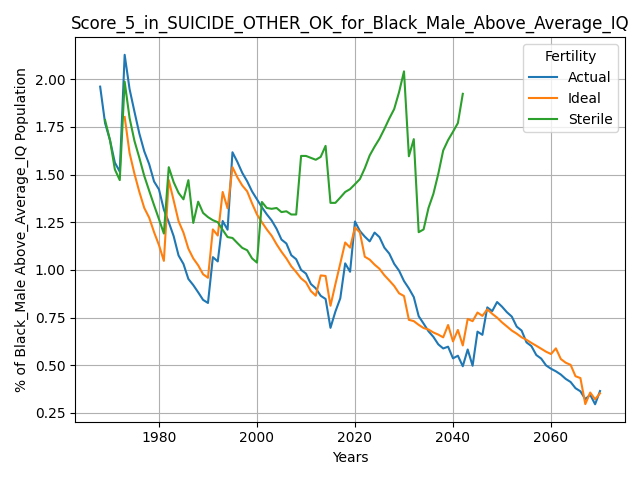 Score_5_in_SUICIDE_OTHER_OK_for_Black_Male_Above_Average_IQ
Fertility
Actual
Ideal
Sterile
% of Black_Male Above_Average_IQ Population
2.00
1.75
1.50
1.25
1.00
0.75
0.50
0.25
1980
2000
2020
2040
2060
Years